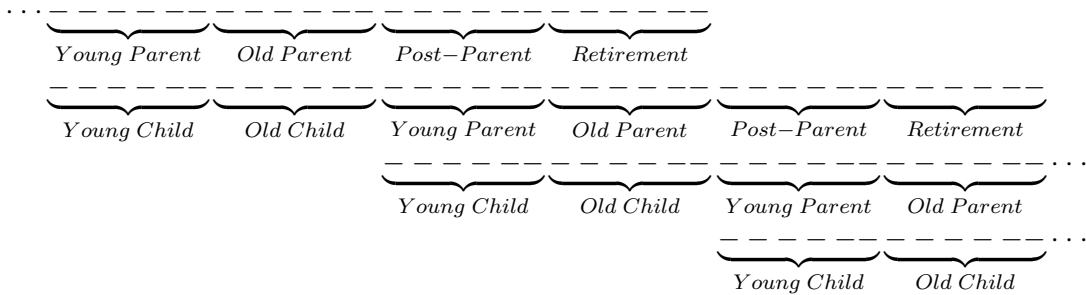 ... Young Parent Old Parent Post−Parent Retirement
Young Child Old Child Young Parent Old Parent Post−Parent Retirement
Young Child Old Child Young Parent Old Parent ...
Young Child Old Child ...